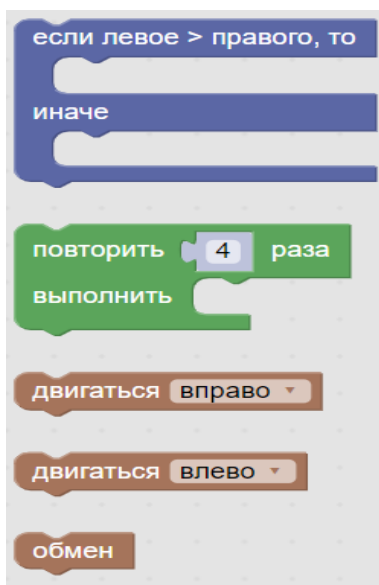 если левое > правого, то
иначе
повторить 4 раза
выполнить
двигаться вправо
двигаться влево
обмен